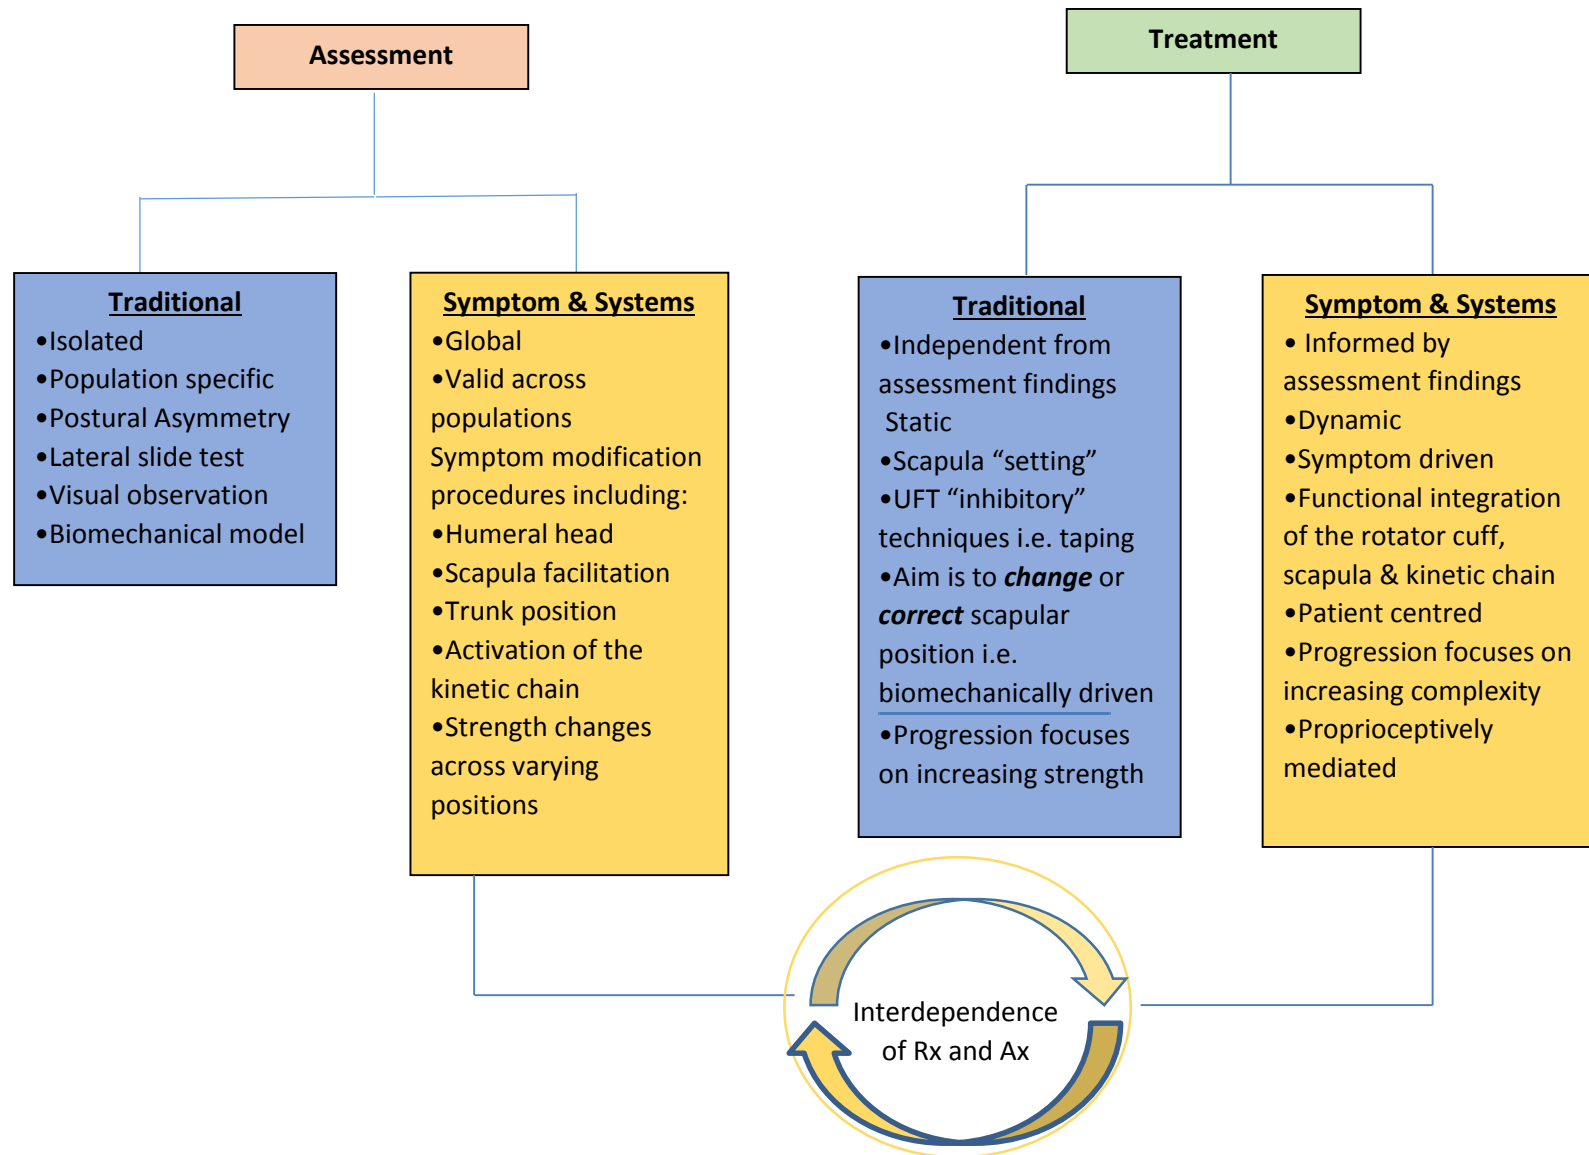 Assessment
Treatment
Traditional
•Isolated
•Population specific
•Postural Asymmetry
•Lateral slide test
•Visual observation
•Biomechanical model
Symptom & Systems
•Global
•Valid across
populations
Symptom modification
procedures including:
•Humeral head
•Scapula facilitation
•Trunk position
•Activation of the
kinetic chain
•Strength changes
across varying
positions
Traditional
•Independent from
assessment findings
Static
•Scapula “setting”
•UFT “inhibitory”
techniques i.e. taping
•Aim is to change or
correct scapular
position i.e.
biomechanically driven
•Progression focuses
on increasing strength
Symptom & Systems
• Informed by
assessment findings
•Dynamic
•Symptom driven
•Functional integration
of the rotator cuff,
scapula & kinetic chain
•Patient centred
•Progression focuses on
increasing complexity
•Proprioceptively
mediated
Interdependence
of Rx and Ax